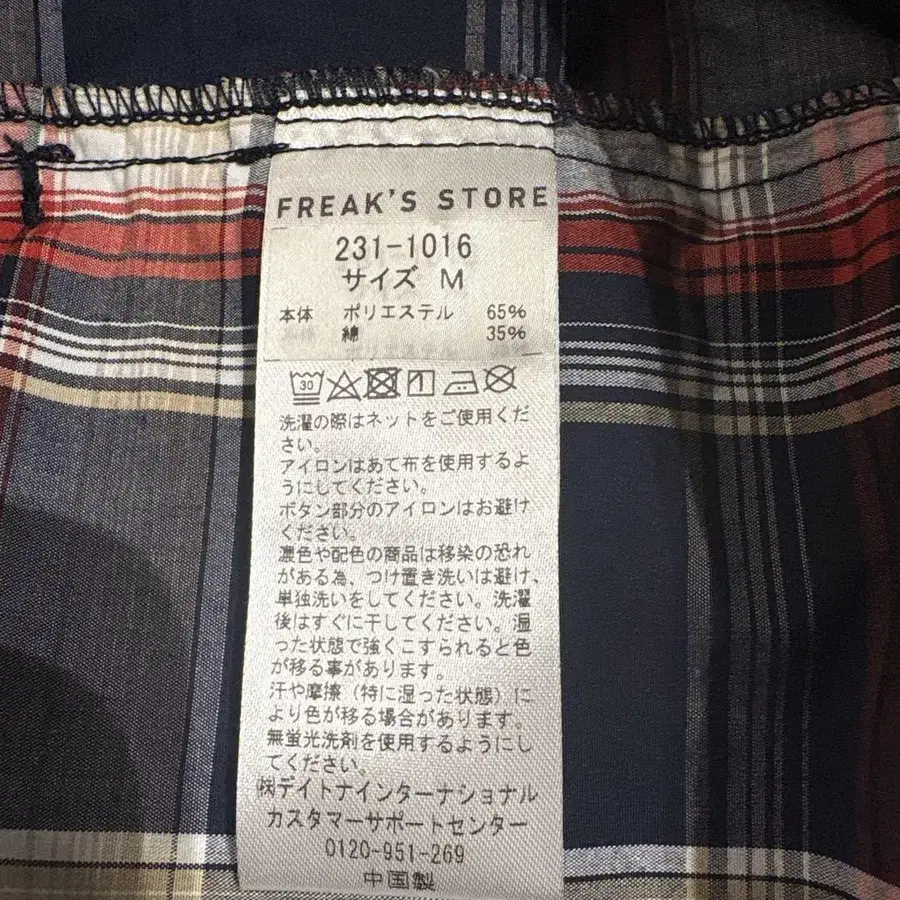 FREAK'S STORE
231-1016
サイズ M
本体 ポリエステル 65%
綿 35%
30
洗濯の際はネットをご使用くだ
さい。
アイロンはあて布を使用するよ
うにしてください。
ボタン部分のアイロンはお避け
ください。
濃色や配色の商品は移染の恐れ
がある為、つけ置き洗いは避け、
単独洗いをしてください。洗濯
後はすぐに干してください。湿
った状態で強くこすられると色
が移る事があります。
汗や摩擦（特に湿った状態）に
より色が移る場合があります。
無蛍光洗剤を使用するようにし
てください。
㈱デイトナインターナショナル
カスタマーサポートセンター
0120-951-269
中国製